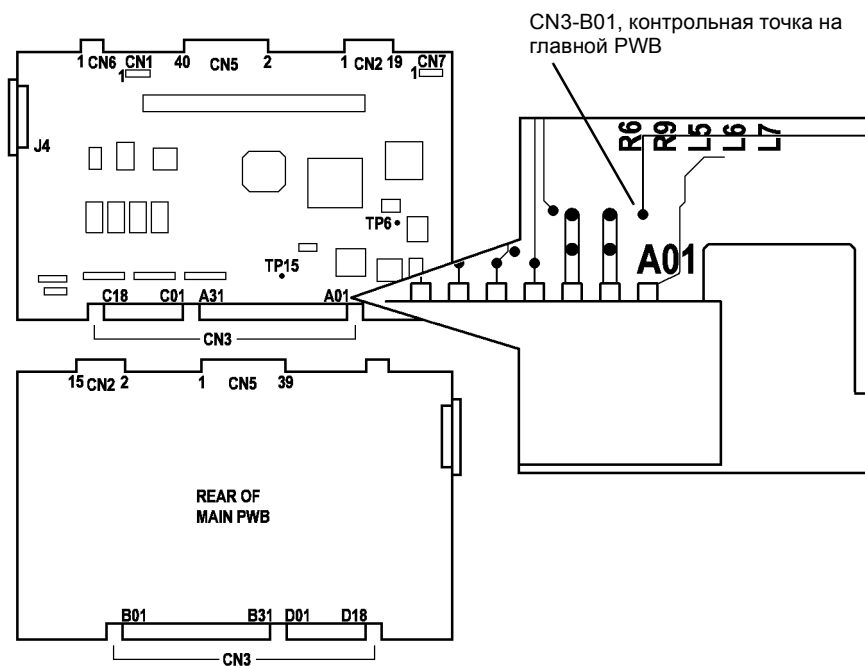 CN3-B01, контрольная точка на
главной PWB
1 CN6 CN1 40 CN5 2 1 CN2 19 CN7
1 1
J4
R6
R9
L5
L6
L7
TP6
TP15
A01
C18 C01 A31 A01
CN3
15 CN2 2 1 CN5 39
REAR OF
MAIN PWB
B01 B31 D01 D18
CN3